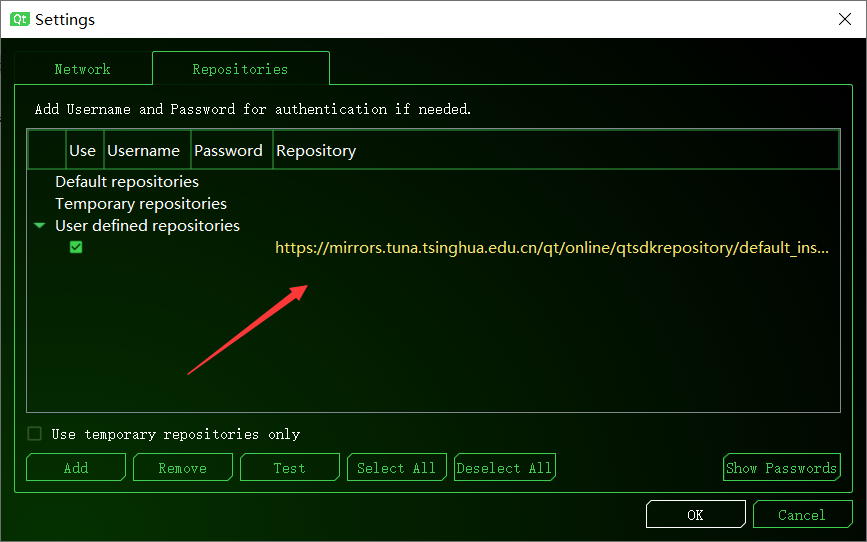 Qt Settings
Network Repositories
Add Username and Password for authentication if needed.
Use Username Password Repository
Default repositories
Temporary repositories
User defined repositories
https://mirrors.tuna.tsinghua.edu.cn/qt/online/qtsdkrepository/default_ins...
Use temporary repositories only
Add Remove Test Select All Deselect All Show Passwords
OK Cancel